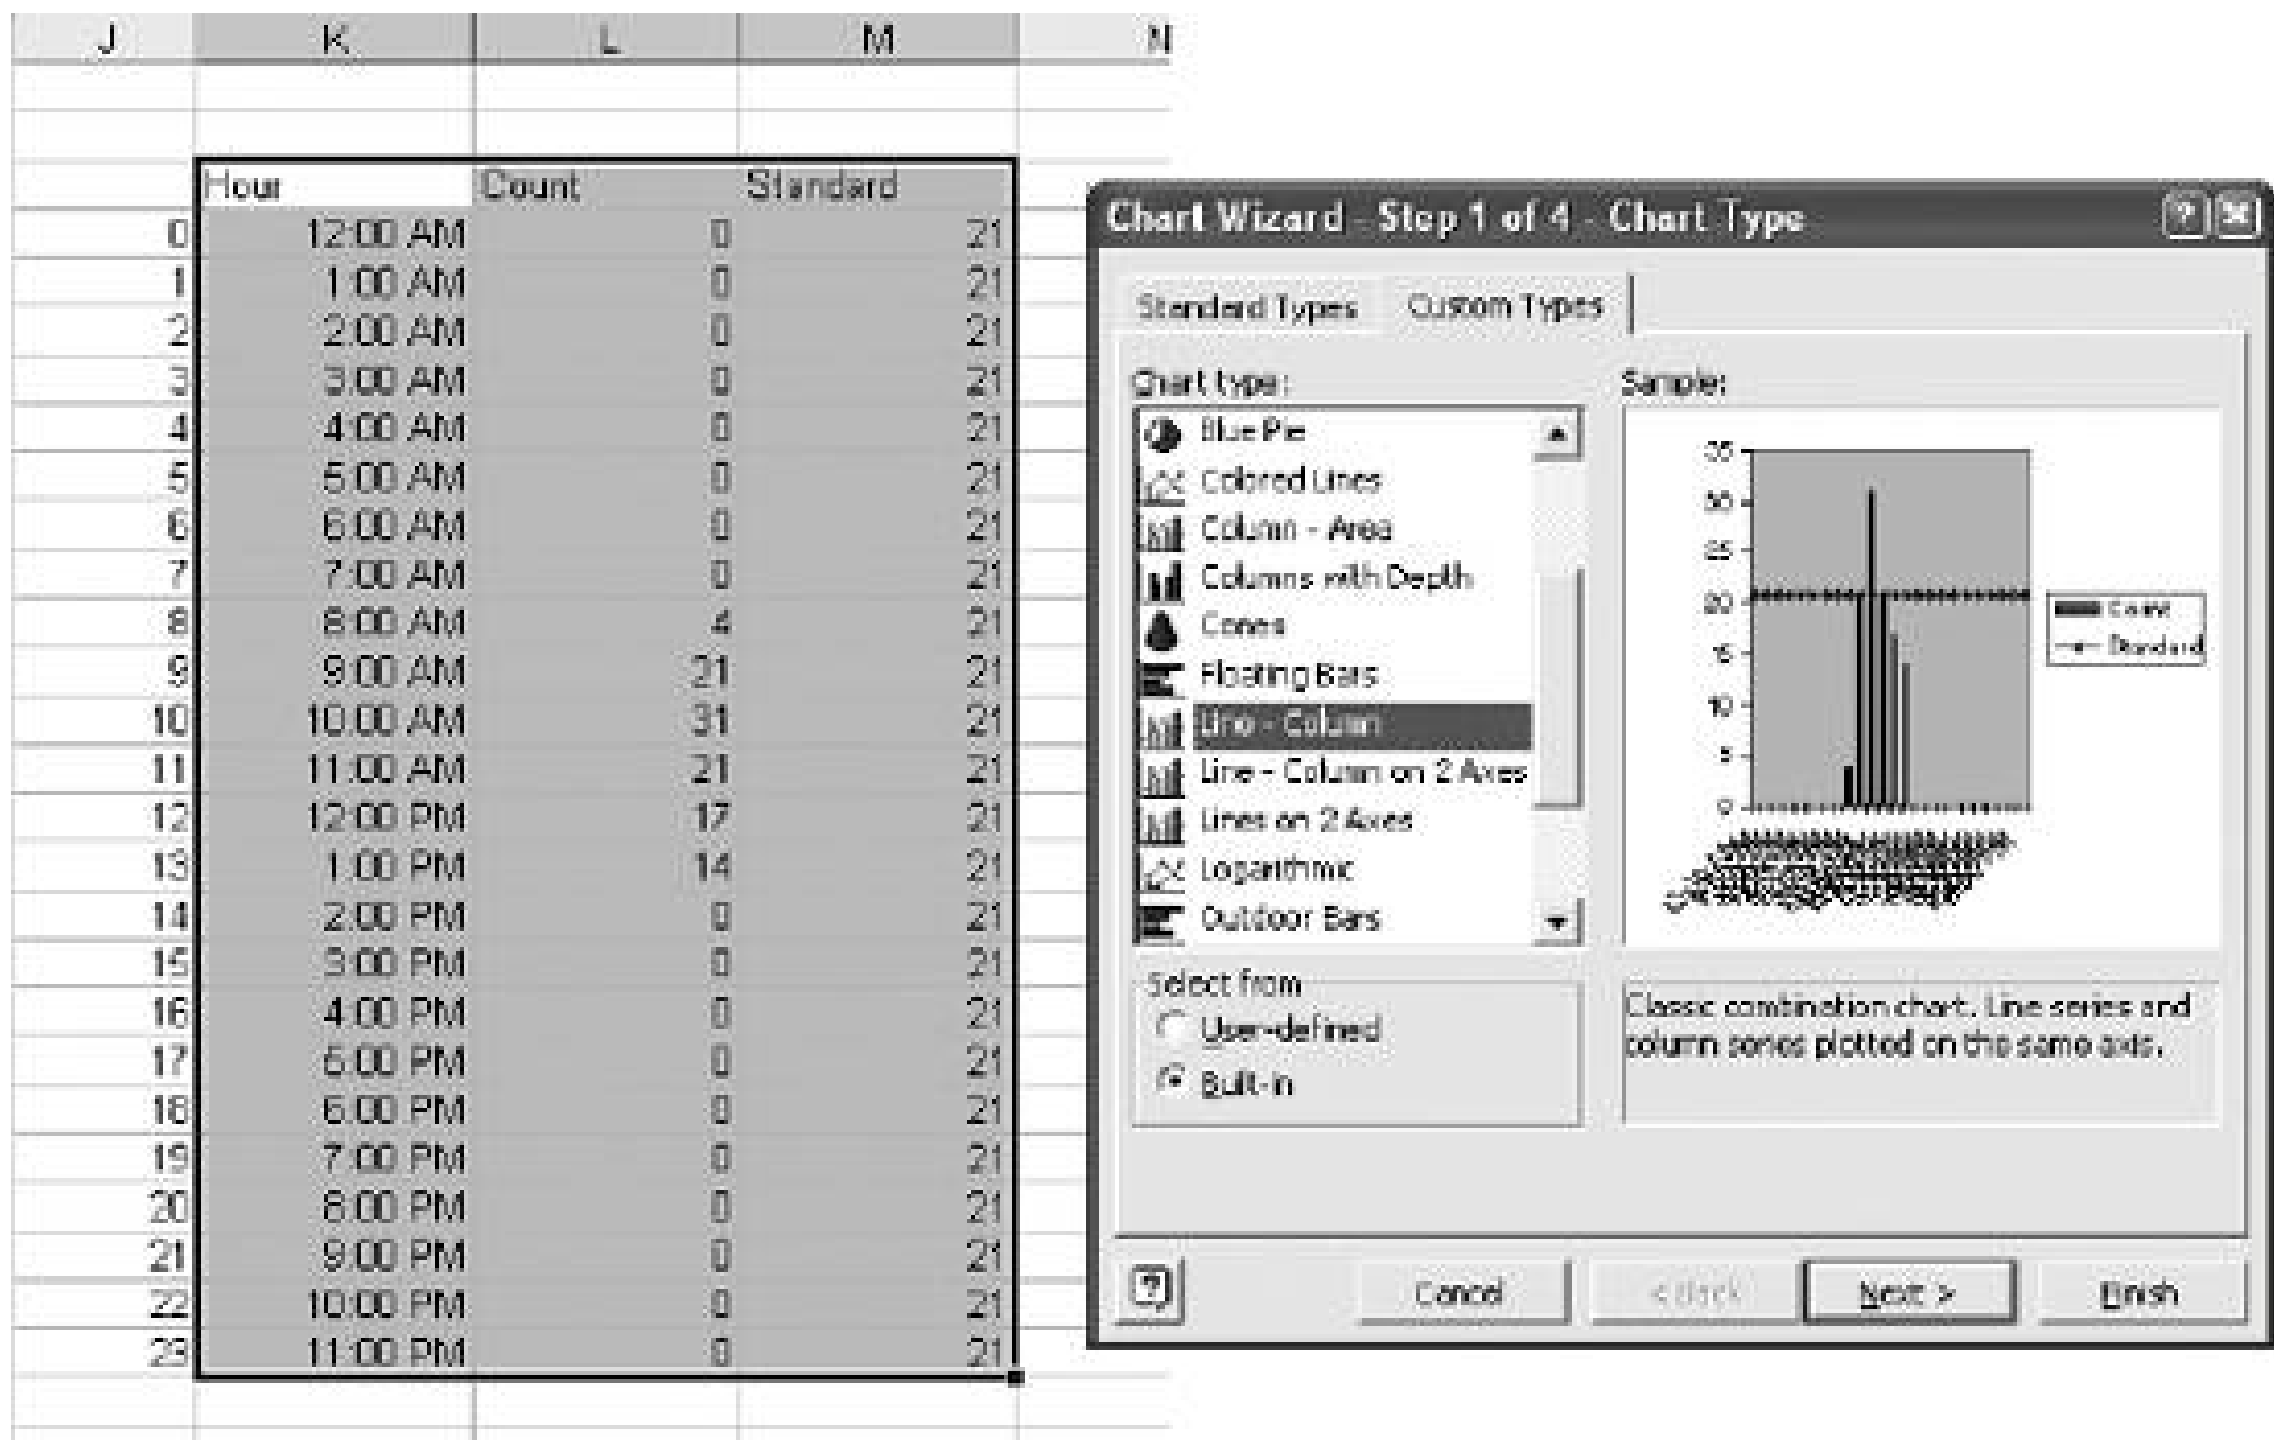 J K L M N
Hour Count Standard
0 12:00 AM 0 21
1 1:00 AM 0 21
2 2:00 AM 0 21
3 3:00 AM 0 21
4 4:00 AM 0 21
5 5:00 AM 0 21
6 6:00 AM 0 21
7 7:00 AM 0 21
8 8:00 AM 4 21
9 9:00 AM 21 21
10 10:00 AM 31 21
11 11:00 AM 21 21
12 12:00 PM 17 21
13 1:00 PM 14 21
14 2:00 PM 0 21
15 3:00 PM 0 21
16 4:00 PM 0 21
17 5:00 PM 0 21
18 6:00 PM 0 21
19 7:00 PM 0 21
20 8:00 PM 0 21
21 9:00 PM 0 21
22 10:00 PM 0 21
23 11:00 PM 0 21
Chart Wizard - Step 1 of 4 - Chart Type
Standard Types Custom Types
Chart type:
Blue Pie
Colored Lines
Column - Area
Columns with Depth
Cones
Floating Bars
Line - Column
Line - Column on 2 Axes
Lines on 2 Axes
Logarithmic
Outdoor Bars
Select from
User-defined
Built-in
Sample:
35
30
25
20
15
10
5
0
Count
Standard
Classic combination chart. Line series and
column series plotted on the same axis.
Cancel < Back Next > Finish